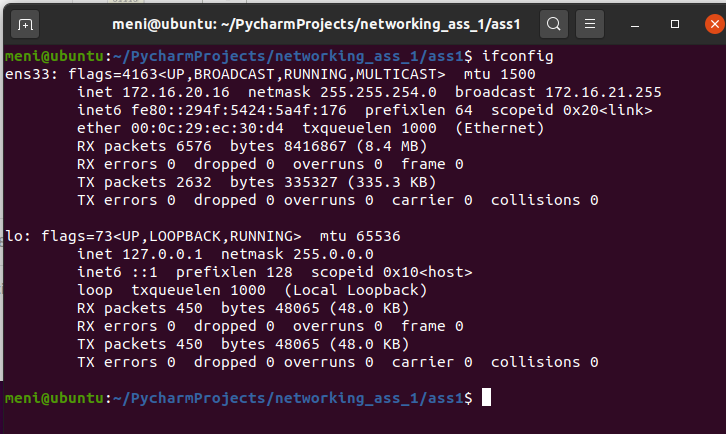 meni@ubuntu: ~/PycharmProjects/networking_ass_1/ass1
meni@ubuntu:~/PycharmProjects/networking_ass_1/ass1$ ifconfig
ens33: flags=4163<UP,BROADCAST,RUNNING,MULTICAST>  mtu 1500
        inet 172.16.20.16  netmask 255.255.254.0  broadcast 172.16.21.255
        inet6 fe80::294f:5424:5a4f:176  prefixlen 64  scopeid 0x20<link>
        ether 00:0c:29:ec:30:d4  txqueuelen 1000  (Ethernet)
        RX packets 6576  bytes 8416867 (8.4 MB)
        RX errors 0  dropped 0  overruns 0  frame 0
        TX packets 2632  bytes 335327 (335.3 KB)
        TX errors 0  dropped 0 overruns 0  carrier 0  collisions 0
lo: flags=73<UP,LOOPBACK,RUNNING>  mtu 65536
        inet 127.0.0.1  netmask 255.0.0.0
        inet6 ::1  prefixlen 128  scopeid 0x10<host>
        loop  txqueuelen 1000  (Local Loopback)
        RX packets 450  bytes 48065 (48.0 KB)
        RX errors 0  dropped 0  overruns 0  frame 0
        TX packets 450  bytes 48065 (48.0 KB)
        TX errors 0  dropped 0 overruns 0  carrier 0  collisions 0
meni@ubuntu:~/PycharmProjects/networking_ass_1/ass1$